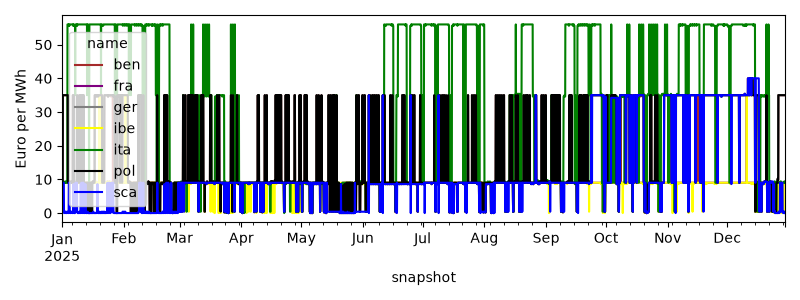 50
40
30
20
10
0
Euro per MWh
name
ben
fra
ger
ibe
ita
pol
sca
Jan Feb Mar Apr May Jun Jul Aug Sep Oct Nov Dec
2025
snapshot